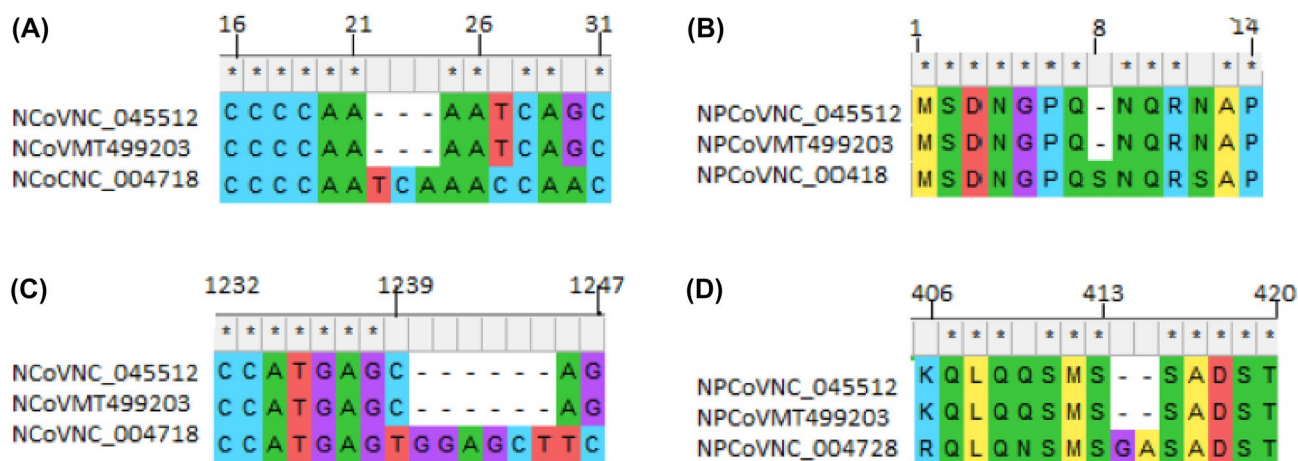 (A)
16 21 26 31
* * * * * * * * * * *
NCoVNC_045512 C C C C A A - - - A A T C A G C
NCoVMT499203 C C C C A A - - - A A T C A G C
NCoCNC_004718 C C C C A A T C A A A C C A A C
(B)
1 8 14
* * * * * * * * * * * *
NPCoVNC_045512 M S D N G P Q - N Q R N A P
NPCoVMT499203 M S D N G P Q - N Q R N A P
NPCoVNC_00418 M S D N G P Q S N Q R S A P
(C)
1232 1239 1247
* * * * * * *
NCoVNC_045512 C C A T G A G C - - - - - - A G
NCoVMT499203 C C A T G A G C - - - - - - A G
NCoVNC_004718 C C A T G A G T G G A G C T T C
(D)
406 413 420
* * * * * * * * * * *
NPCoVNC_045512 K Q L Q Q S M S - - S A D S T
NPCoVMT499203 K Q L Q Q S M S - - S A D S T
NPCoVNC_004728 R Q L Q N S M S G A S A D S T